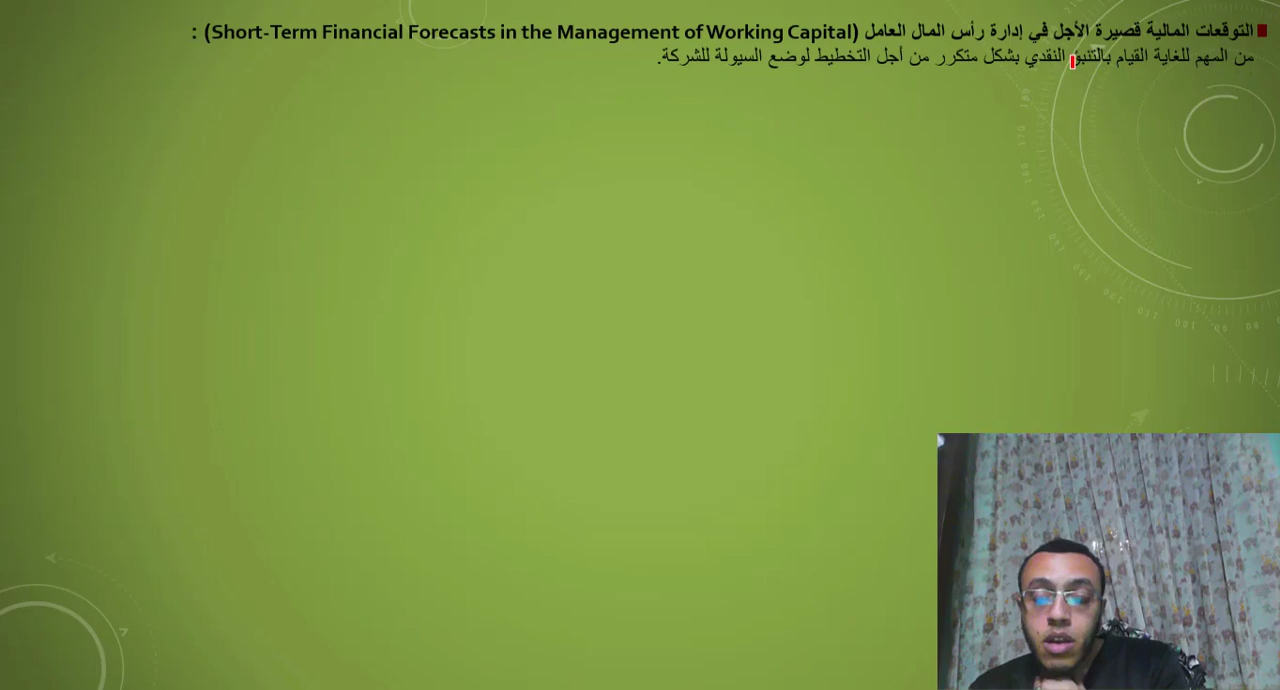 التوقعات المالية قصيرة الأجل في إدارة رأس المال العامل (Short-Term Financial Forecasts in the Management of Working Capital) :
من المهم للغاية القيام بالتنبؤ النقدي بشكل متكرر من أجل التخطيط لوضع السيولة للشركة.